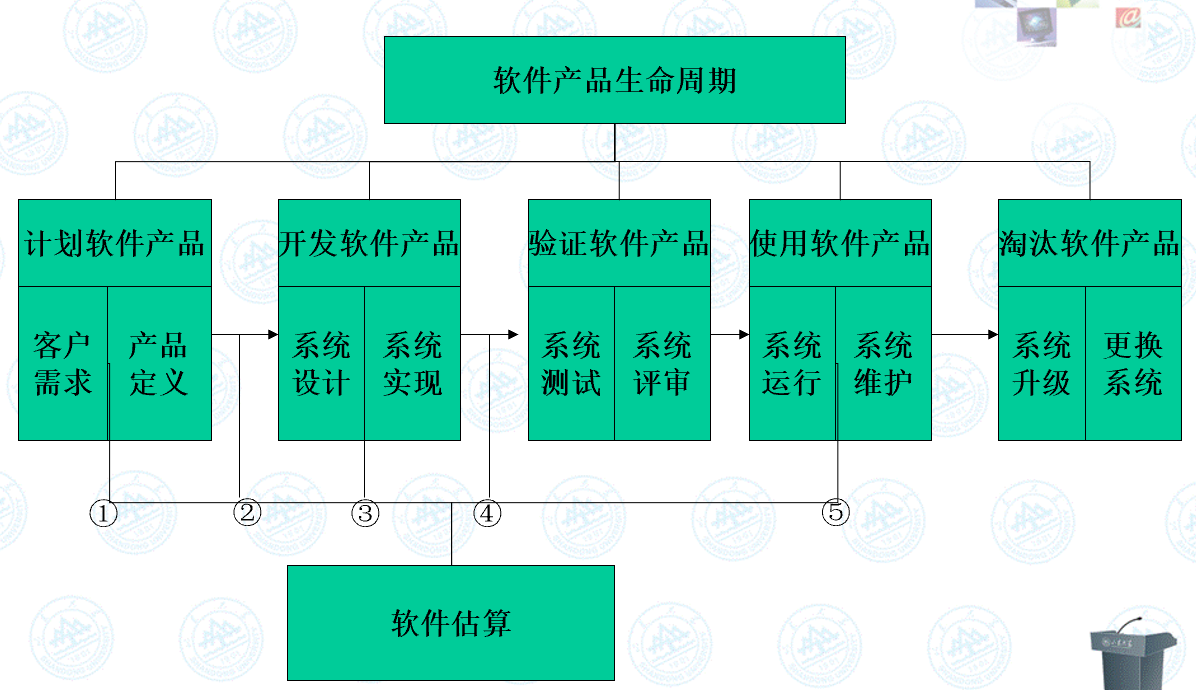 软件产品生命周期
计划软件产品
开发软件产品
验证软件产品
使用软件产品
淘汰软件产品
客户
需求
产品
定义
系统
设计
系统
实现
系统
测试
系统
评审
系统
运行
系统
维护
系统
升级
更换
系统
①
②
③
④
⑤
软件估算